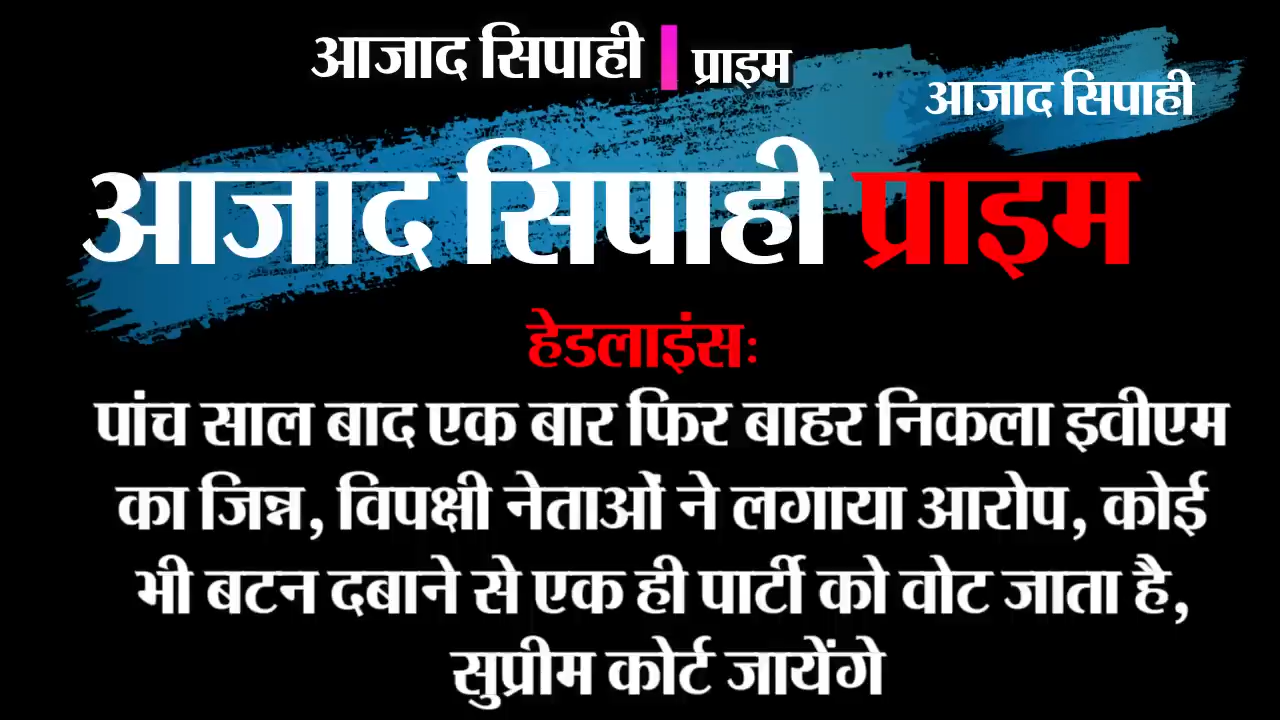 आजाद सिपाही | प्राइम
आजाद सिपाही
आजाद सिपाही प्राइम
हेडलाइंसः
पांच साल बाद एक बार फिर बाहर निकला इवीएम
का जिन्न, विपक्षी नेताओं ने लगाया आरोप, कोई
भी बटन दबाने से एक ही पार्टी को वोट जाता है,
सुप्रीम कोर्ट जायेंगे